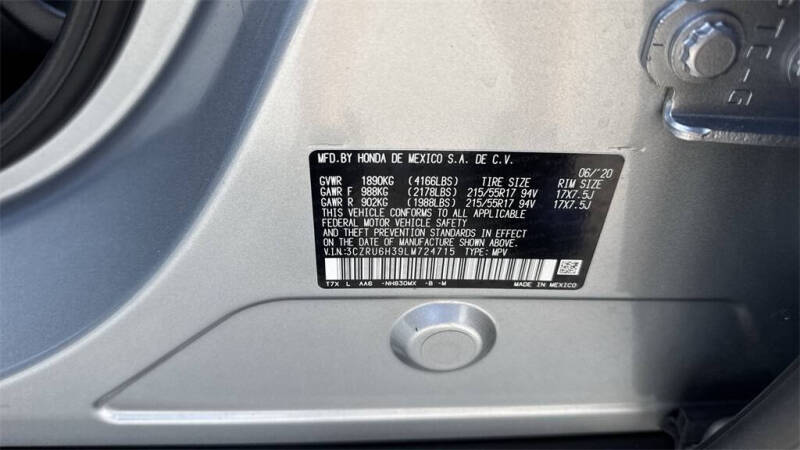 MFD.BY HONDA DE MEXICO S.A. DE C.V.
06/'20
GVWR 1890KG (4166LBS) TIRE SIZE RIM SIZE
GAWR F 988KG (2178LBS) 215/55R17 94V 17X7.5J
GAWR R 902KG (1988LBS) 215/55R17 94V 17X7.5J
THIS VEHICLE CONFORMS TO ALL APPLICABLE
FEDERAL MOTOR VEHICLE SAFETY
AND THEFT PREVENTION STANDARDS IN EFFECT
ON THE DATE OF MANUFACTURE SHOWN ABOVE.
V.I.N:3CZRU6H39LM724715 TYPE: MPV
T7X L AA6 -NH830MX -B -M MADE IN MEXICO